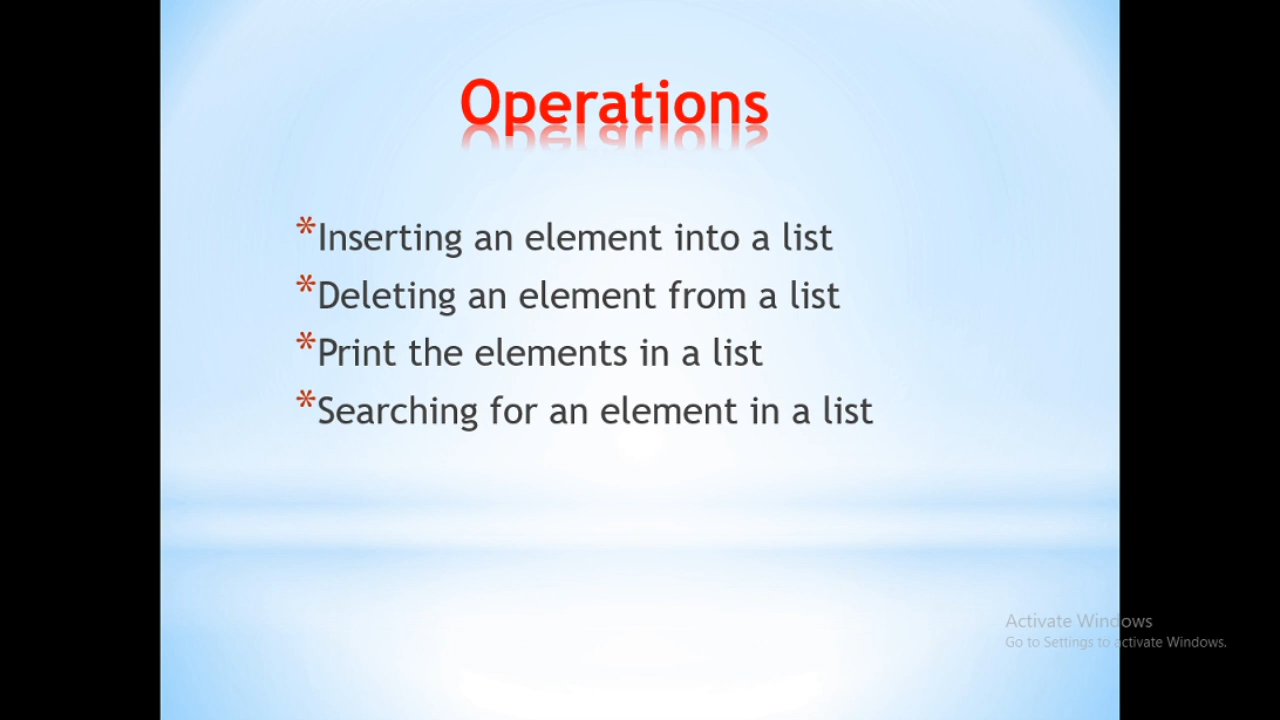 Operations
*Inserting an element into a list
*Deleting an element from a list
*Print the elements in a list
*Searching for an element in a list
Activate Windows
Go to Settings to activate Windows.